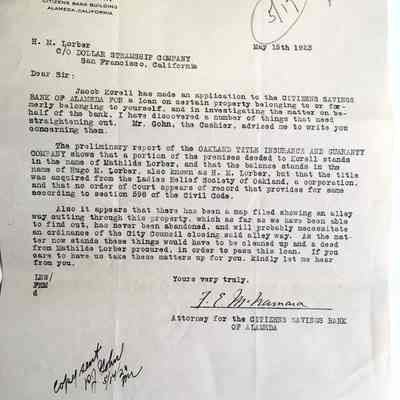 CITIZENS BANK BUILDING
ALAMEDA, CALIFORNIA
5/17
H. M. Lorber May 15th 1923
C/O DOLLAR STEAMSHIP COMPANY
San Francisco, California
Dear Sir:
Jacob Korell has made an application to the CITIZENS SAVINGS
BANK OF ALAMEDA FOR a loan on certain property belonging to or for-
merly belonging to yourself, and in investigating the matter on be-
half of the bank. I have discovered a number of things that need
straightening out. Mr. Gohn, the Cashier, advised me to write you
concerning them.
The preliminary report of the OAKLAND TITLE INSURANCE AND GUARANTY
COMPANY shows that a portion of the premises deeded to Korell stands
in the name of Mathilde Lorber, and that the balance stands in the
name of Hugo M. Lorber, also known as H. M. Lorber, but that the title
was acquired from the Ladies Relief Society of Oakland, a corporation,
and that no order of Court appears of record that provides for same
according to section 598 of the Civil Code.
Also it appears that there has been a map filed showing an alley
way cutting through this property, which as far as we have been able
to find out, has never been abandoned, and will probably necessitate
an ordinance of the City Council closing said alley way. As the mat-
ter now stands these things would have to be cleaned up and a deed
from Mathilde Lorber procured, in order to pass this loan. If you
care to have us take these matters up for you, kindly let me hear
from you.
Yours very truly,
F. E. McNamara
Attorney for the CITIZENS SAVINGS BANK
OF ALAMEDA
copy sent
Gohn